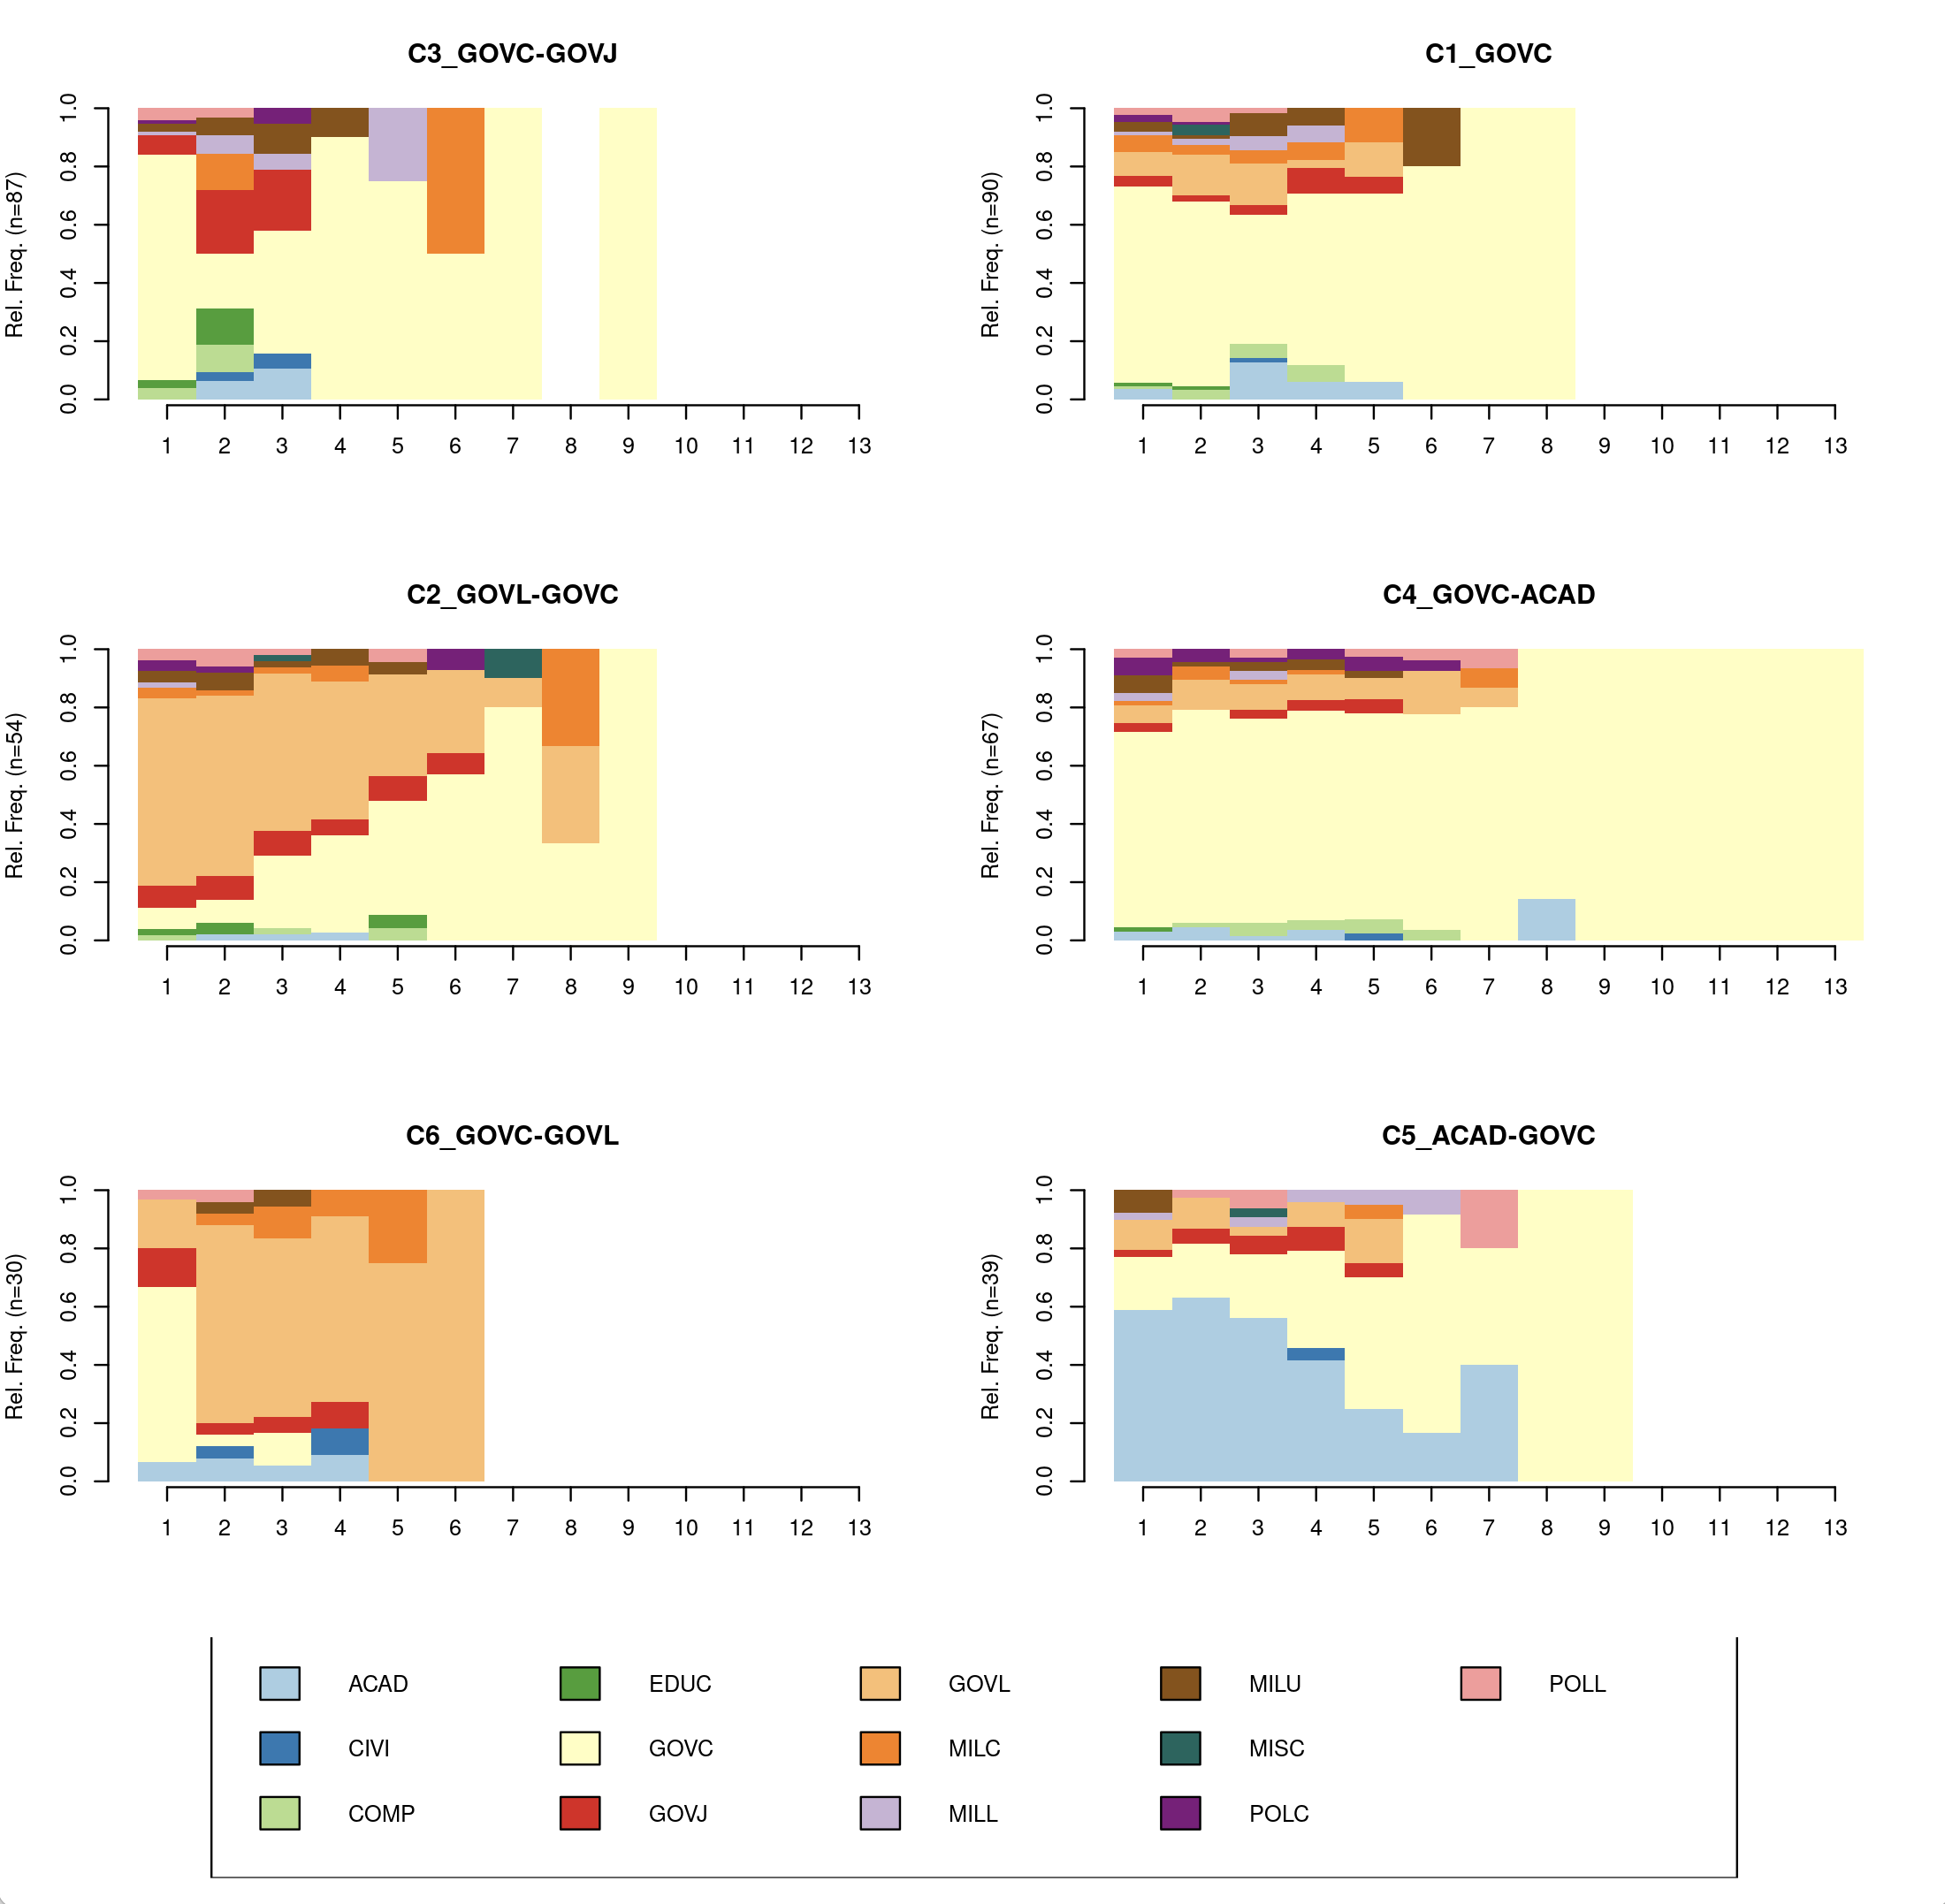 C3_GOVC-GOVJ
Rel. Freq. (n=87)
0.0 0.2 0.4 0.6 0.8 1.0
1 2 3 4 5 6 7 8 9 10 11 12 13
C1_GOVC
Rel. Freq. (n=90)
0.0 0.2 0.4 0.6 0.8 1.0
1 2 3 4 5 6 7 8 9 10 11 12 13
C2_GOVL-GOVC
Rel. Freq. (n=54)
0.0 0.2 0.4 0.6 0.8 1.0
1 2 3 4 5 6 7 8 9 10 11 12 13
C4_GOVC-ACAD
Rel. Freq. (n=67)
0.0 0.2 0.4 0.6 0.8 1.0
1 2 3 4 5 6 7 8 9 10 11 12 13
C6_GOVC-GOVL
Rel. Freq. (n=30)
0.0 0.2 0.4 0.6 0.8 1.0
1 2 3 4 5 6 7 8 9 10 11 12 13
C5_ACAD-GOVC
Rel. Freq. (n=39)
0.0 0.2 0.4 0.6 0.8 1.0
1 2 3 4 5 6 7 8 9 10 11 12 13
ACAD EDUC GOVL MILU POLL
CIVI GOVC MILC MISC
COMP GOVJ MILL POLC